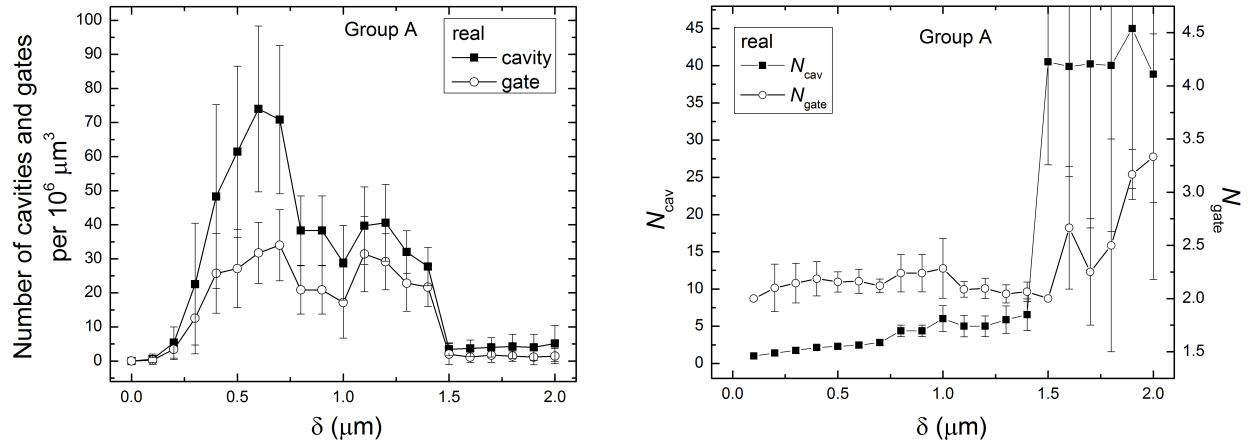 Number of cavities and gates
per 10⁶ μm³
100
90
80
70
60
50
40
30
20
10
0
0.0 0.5 1.0 1.5 2.0
δ (μm)
Group A
real
cavity
gate
N_cav
45
40
35
30
25
20
15
10
5
0
0.0 0.5 1.0 1.5 2.0
δ (μm)
Group A
real
N_cav
N_gate
4.5
4.0
3.5
3.0
2.5
2.0
1.5
N_gate